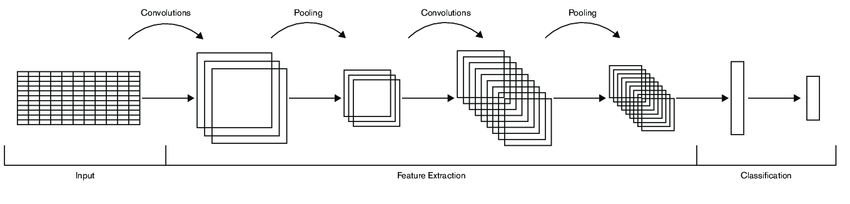 Convolutions
Pooling
Convolutions
Pooling
Input
Feature Extraction
Classification